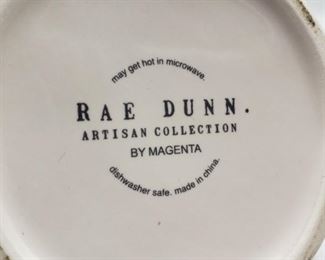 may get hot in microwave.
RAE DUNN.
ARTISAN COLLECTION
BY MAGENTA
dishwasher safe. made in china.